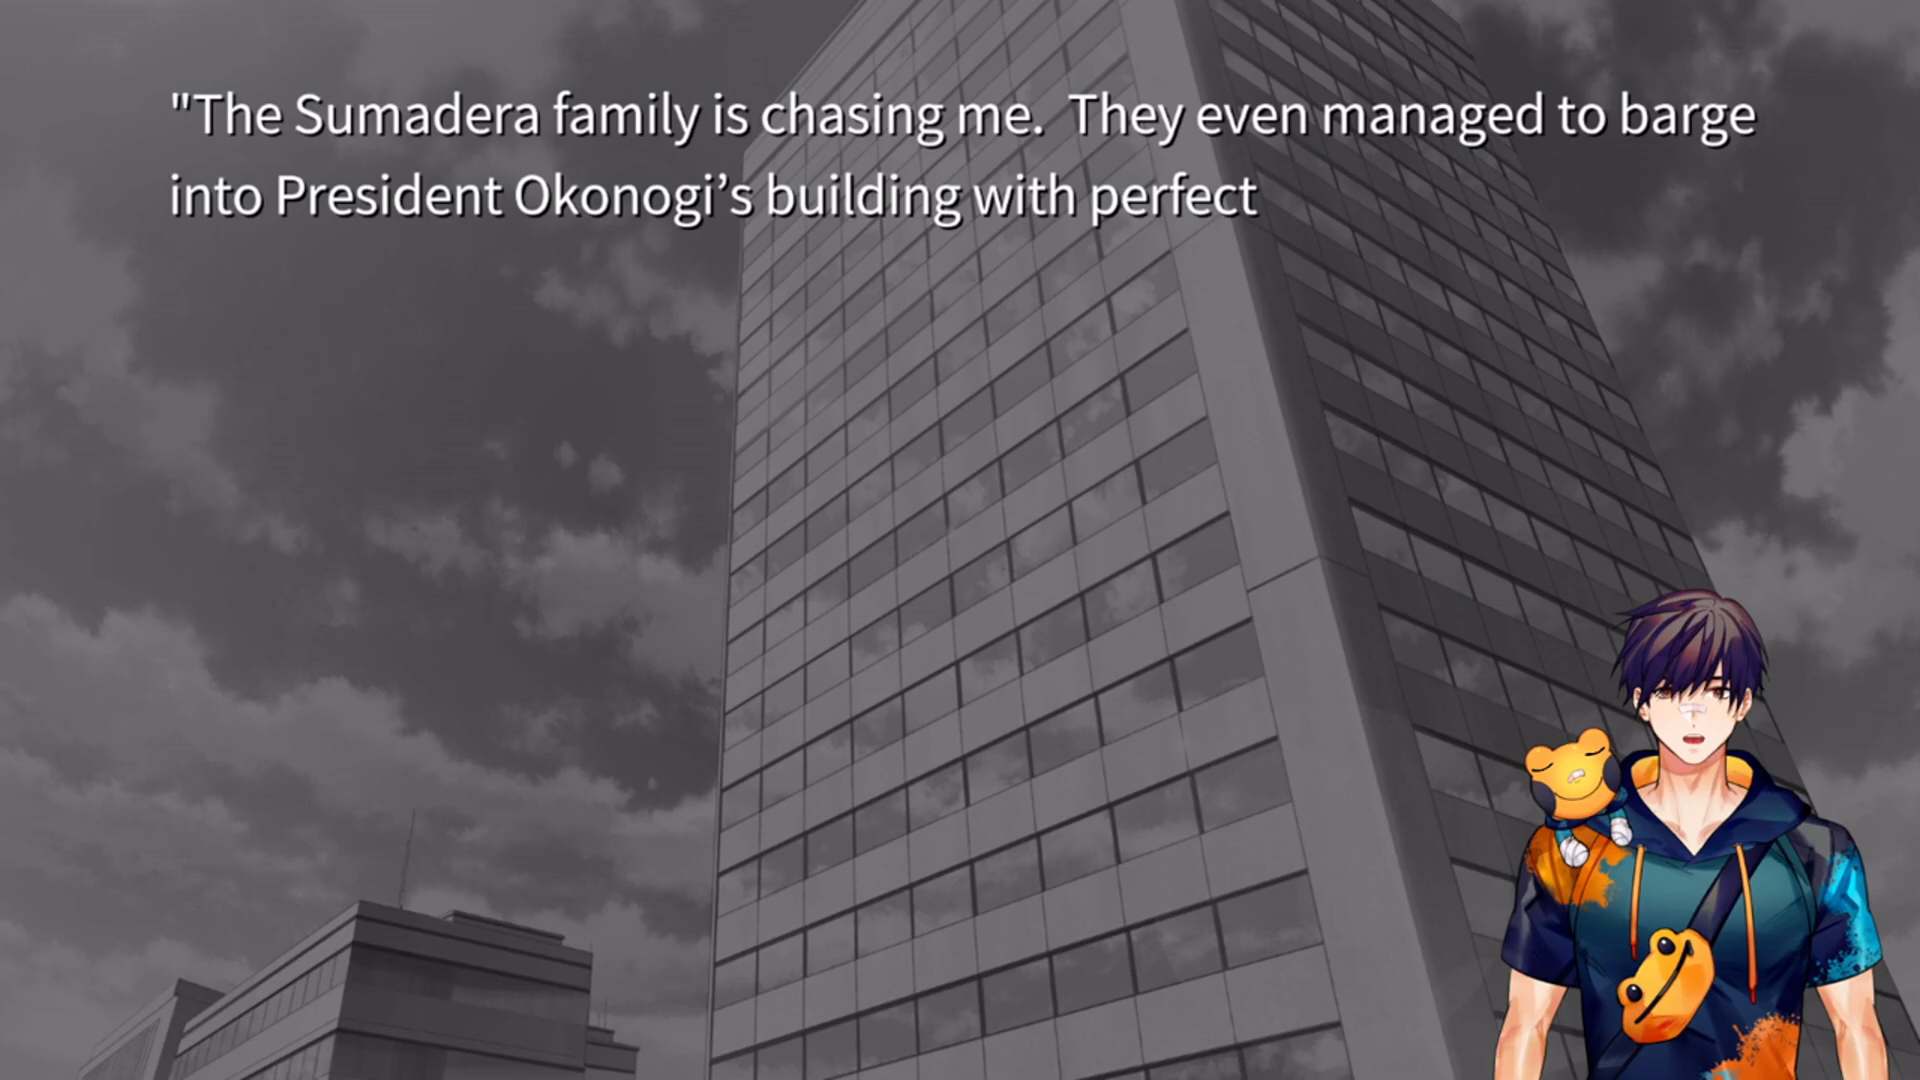 "The Sumadera family is chasing me.  They even managed to barge
into President Okonogi’s building with perfect